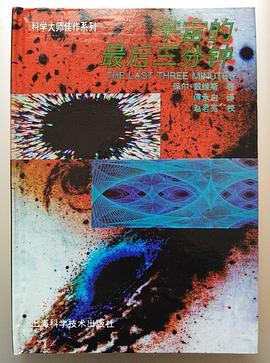 科学大师佳作系列
宇宙的
最后三分钟
THE LAST THREE MINUTES
保尔·戴维斯 著
傅承启 译
赵君亮 校
上海科学技术出版社